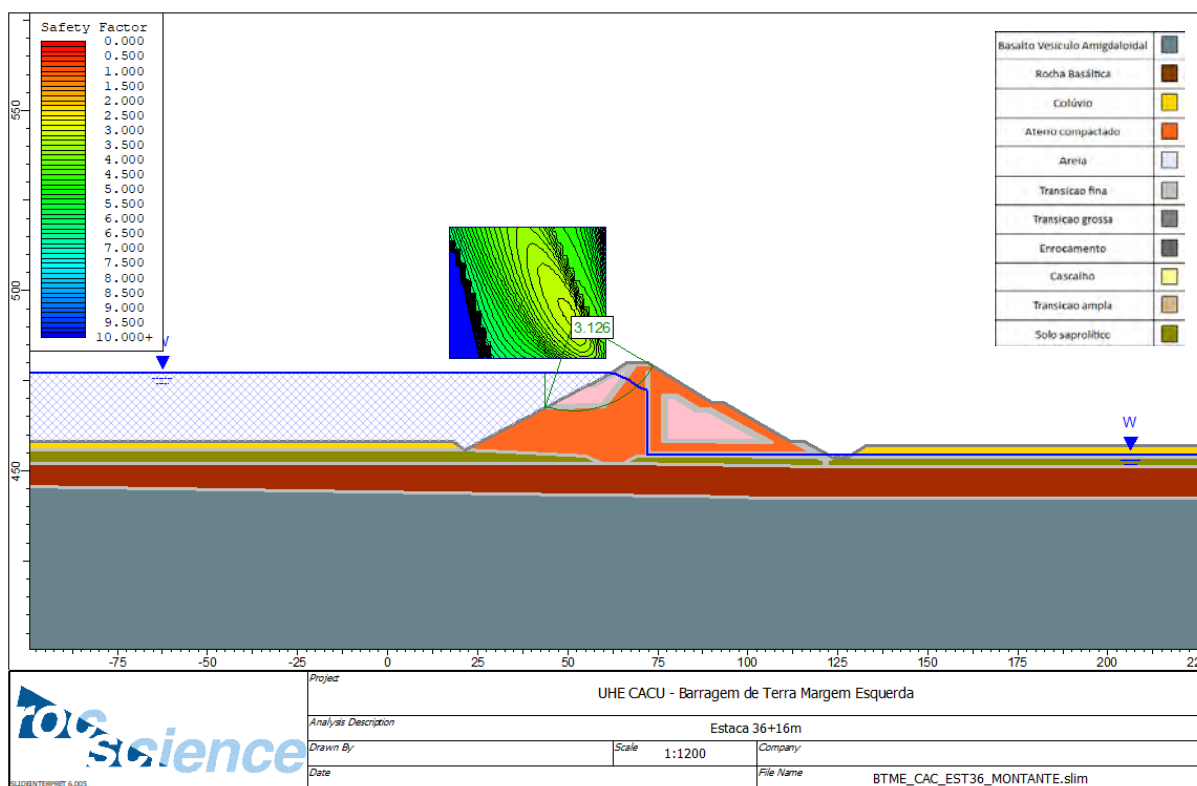 Safety Factor
0.000
0.500
1.000
1.500
2.000
2.500
3.000
3.500
4.000
4.500
5.000
5.500
6.000
6.500
7.000
7.500
8.000
8.500
9.000
9.500
10.000+
Basalto Vesículo Amigdaloidal
Rocha Basáltica
Colúvio
Aterro compactado
Areia
Transicao fina
Transicao grossa
Enrocamento
Cascalho
Transicao ampla
Solo saprolítico
550
500
450
3.126
W
-75 -50 -25 0 25 50 75 100 125 150 175 200
rocscience
SLIDEINTERPRET 6.005
Project
UHE CACU - Barragem de Terra Margem Esquerda
Analysis Description
Estaca 36+16m
Drawn By
Scale 1:1200
Company
Date
File Name BTME_CAC_EST36_MONTANTE.slim